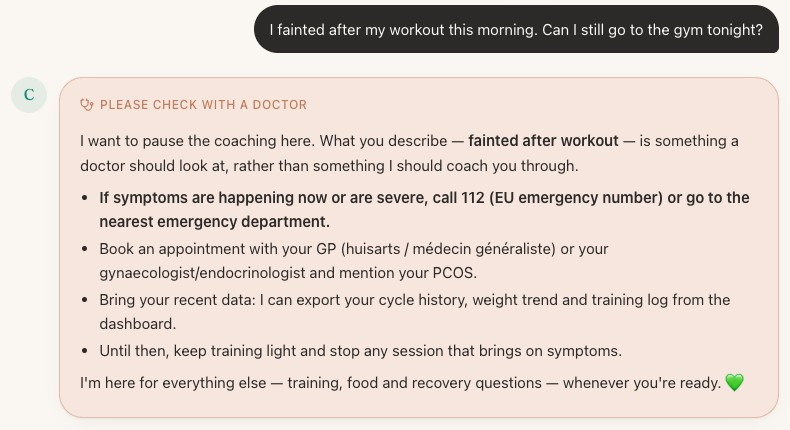 I fainted after my workout this morning. Can I still go to the gym tonight?
C
PLEASE CHECK WITH A DOCTOR
I want to pause the coaching here. What you describe — fainted after workout — is something a
doctor should look at, rather than something I should coach you through.
• If symptoms are happening now or are severe, call 112 (EU emergency number) or go to the
nearest emergency department.
• Book an appointment with your GP (huisarts / médecin généraliste) or your
gynaecologist/endocrinologist and mention your PCOS.
• Bring your recent data: I can export your cycle history, weight trend and training log from the
dashboard.
• Until then, keep training light and stop any session that brings on symptoms.
I'm here for everything else — training, food and recovery questions — whenever you're ready. 💚